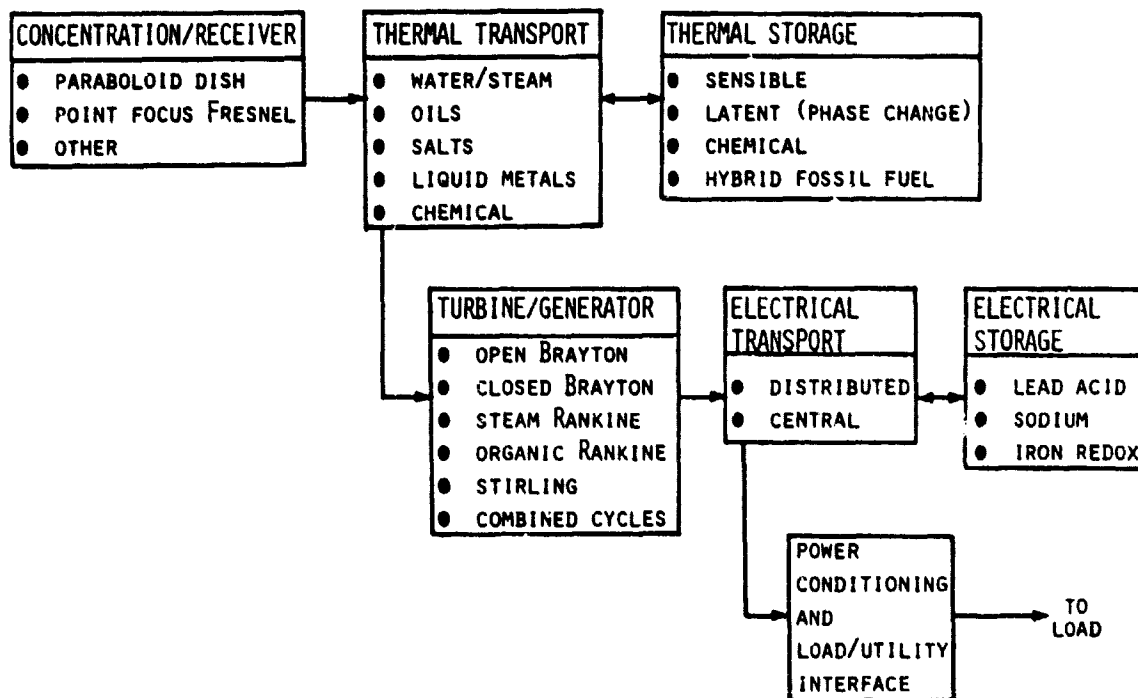 CONCENTRATION/RECEIVER
● PARABOLOID DISH
● POINT FOCUS FRESNEL
● OTHER
THERMAL TRANSPORT
● WATER/STEAM
● OILS
● SALTS
● LIQUID METALS
● CHEMICAL
THERMAL STORAGE
● SENSIBLE
● LATENT (PHASE CHANGE)
● CHEMICAL
● HYBRID FOSSIL FUEL
TURBINE/GENERATOR
● OPEN BRAYTON
● CLOSED BRAYTON
● STEAM RANKINE
● ORGANIC RANKINE
● STIRLING
● COMBINED CYCLES
ELECTRICAL
TRANSPORT
● DISTRIBUTED
● CENTRAL
ELECTRICAL
STORAGE
● LEAD ACID
● SODIUM
● IRON REDOX
POWER
CONDITIONING
AND
LOAD/UTILITY
INTERFACE
TO
LOAD